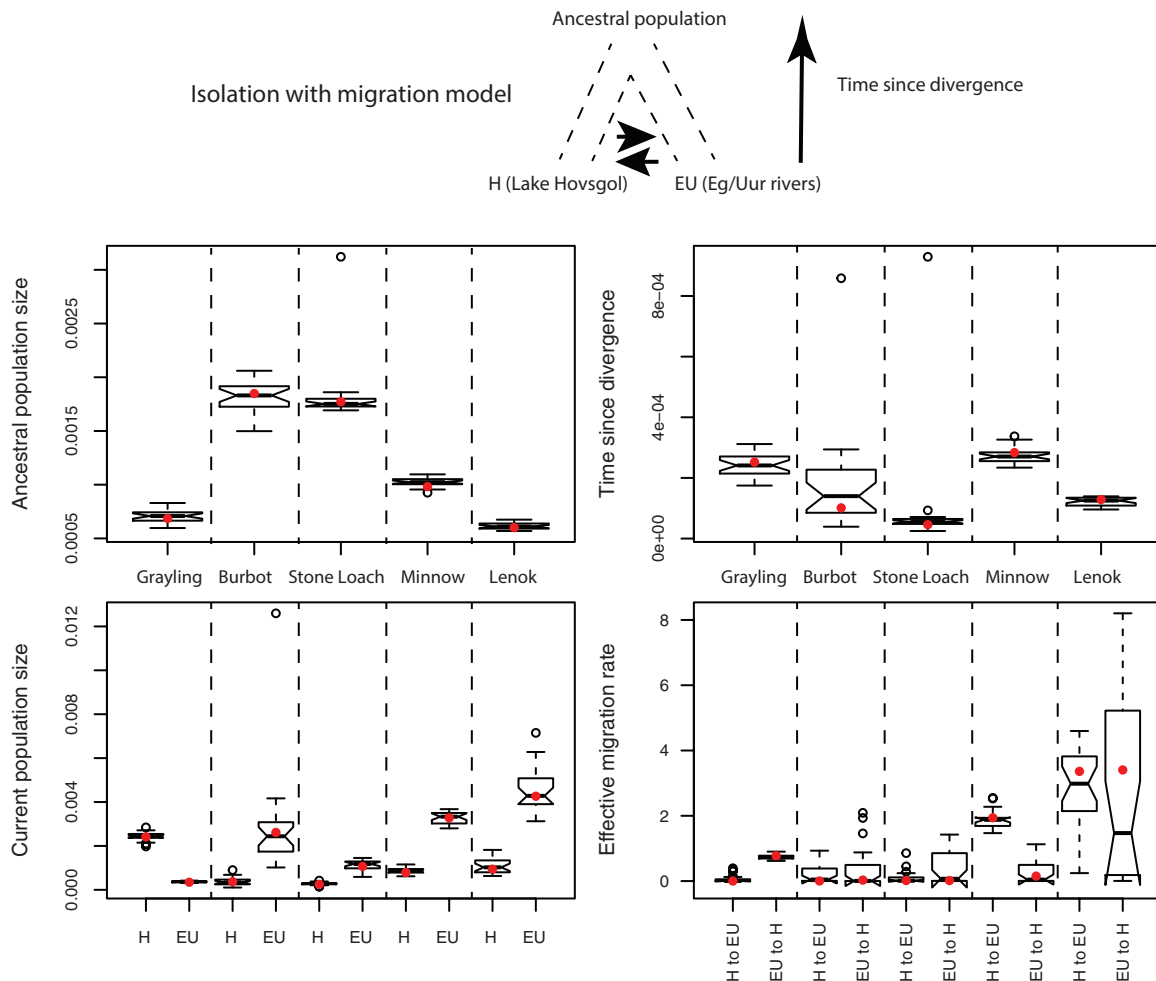 Ancestral population
Isolation with migration model
Time since divergence
H (Lake Hovsgol)
EU (Eg/Uur rivers)
Ancestral population size
0.0005
0.0015
0.0025
Time since divergence
0e+00
4e-04
8e-04
Grayling Burbot Stone Loach Minnow Lenok
Grayling Burbot Stone Loach Minnow Lenok
Current population size
0.000
0.004
0.008
0.012
H EU H EU H EU H EU H EU
Effective migration rate
8
6
4
2
0
H to EU
EU to H
H to EU
EU to H
H to EU
EU to H
H to EU
EU to H
H to EU
EU to H